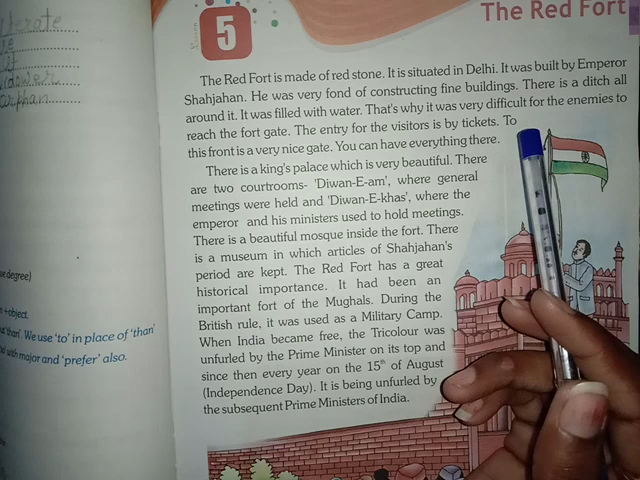 5
The Red Fort
The Red Fort is made of red stone. It is situated in Delhi. It was built by Emperor
Shahjahan. He was very fond of constructing fine buildings. There is a ditch all
around it. It was filled with water. That's why it was very difficult for the enemies to
reach the fort gate. The entry for the visitors is by tickets. To
this front is a very nice gate. You can have everything there.
There is a king's palace which is very beautiful. There
are two courtrooms- 'Diwan-E-am', where general
meetings were held and 'Diwan-E-khas', where the
emperor and his ministers used to hold meetings.
There is a beautiful mosque inside the fort. There
is a museum in which articles of Shahjahan's
period are kept. The Red Fort has a great
historical importance. It had been an
important fort of the Mughals. During the
British rule, it was used as a Military Camp.
When India became free, the Tricolour was
unfurled by the Prime Minister on its top and
since then every year on the 15th of August
(Independence Day). It is being unfurled by
the subsequent Prime Ministers of India.
degree)
object.
'than'. We use 'to' in place of 'than'
with major and 'prefer' also.